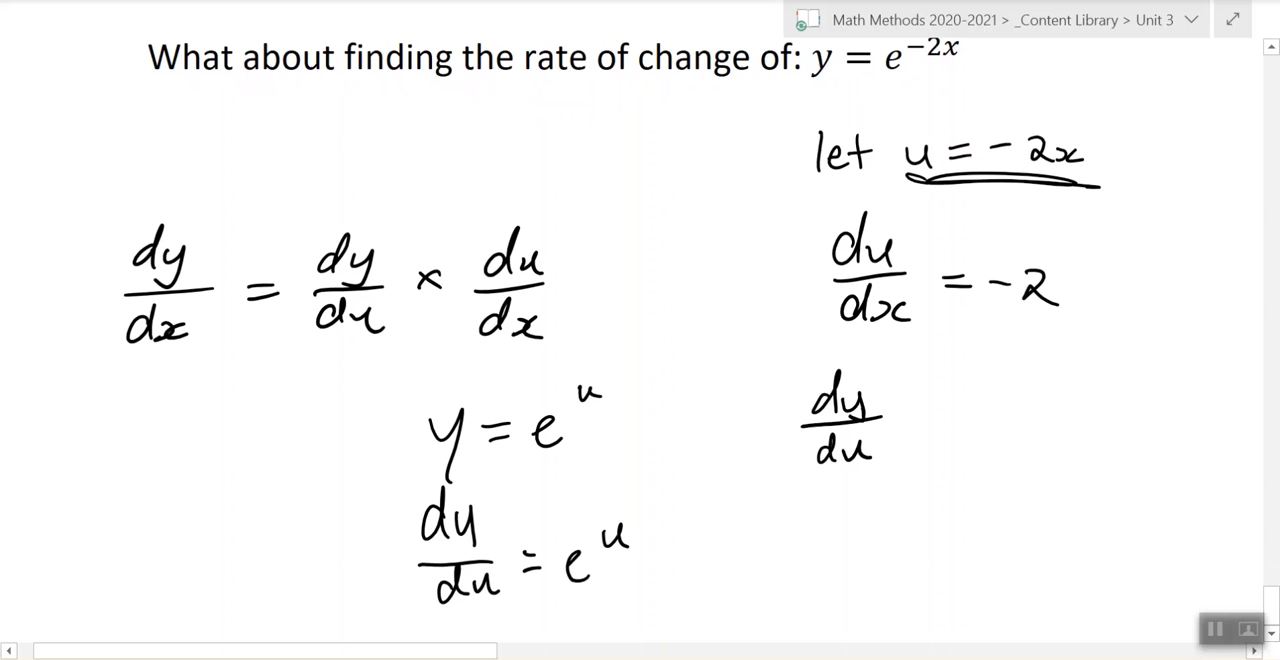 Math Methods 2020-2021 > _Content Library > Unit 3
What about finding the rate of change of: y = e^{-2x}
let u = -2x
dy/dx = dy/du × du/dx
du/dx = -2
y = e^u
dy/du
dy/du = e^u